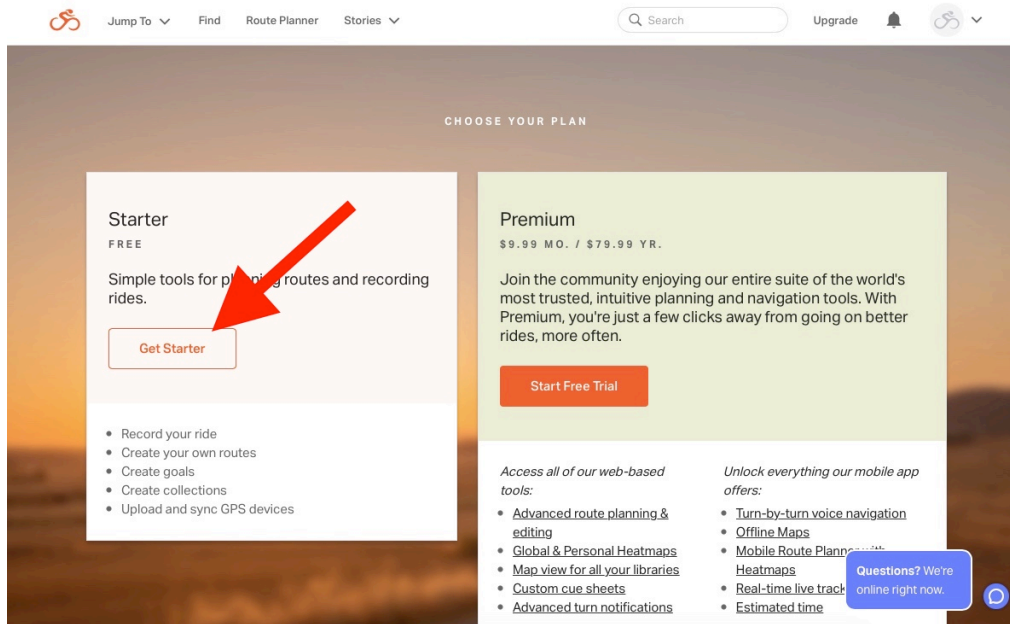 Jump To
Find
Route Planner
Stories
Search
Upgrade
CHOOSE YOUR PLAN
Starter
FREE
Simple tools for planning routes and recording
rides.
Get Starter
Record your ride
Create your own routes
Create goals
Create collections
Upload and sync GPS devices
Premium
$9.99 MO. / $79.99 YR.
Join the community enjoying our entire suite of the world's
most trusted, intuitive planning and navigation tools. With
Premium, you're just a few clicks away from going on better
rides, more often.
Start Free Trial
Access all of our web-based
tools:
Advanced route planning &
editing
Global & Personal Heatmaps
Map view for all your libraries
Custom cue sheets
Advanced turn notifications
Unlock everything our mobile app
offers:
Turn-by-turn voice navigation
Offline Maps
Mobile Route Planner with
Heatmaps
Real-time live
Estimated time
Questions? We're
online right now.